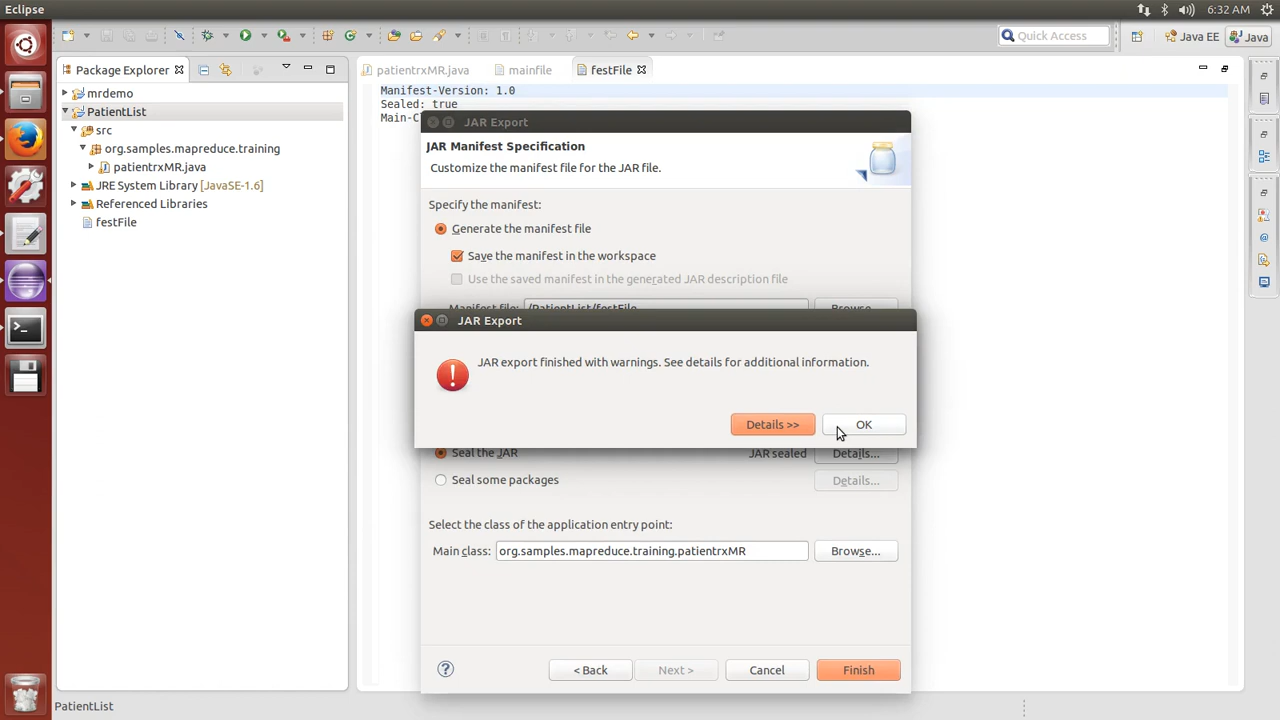 Eclipse
6:32 AM
Quick Access
Java EE
Java
Package Explorer
patientrxMR.java
mainfile
festFile
mrdemo
PatientList
src
org.samples.mapreduce.training
patientrxMR.java
JRE System Library [JavaSE-1.6]
Referenced Libraries
festFile
Manifest-Version: 1.0
Sealed: true
Main-C
JAR Export
JAR Manifest Specification
Customize the manifest file for the JAR file.
Specify the manifest:
Generate the manifest file
Save the manifest in the workspace
Use the saved manifest in the generated JAR description file
Manifest file: /PatientList/festFile Browse...
JAR Export
JAR export finished with warnings. See details for additional information.
Details >>
OK
Seal the JAR
JAR sealed
Details...
Seal some packages
Details...
Select the class of the application entry point:
Main class: org.samples.mapreduce.training.patientrxMR Browse...
< Back
Next >
Cancel
Finish
PatientList